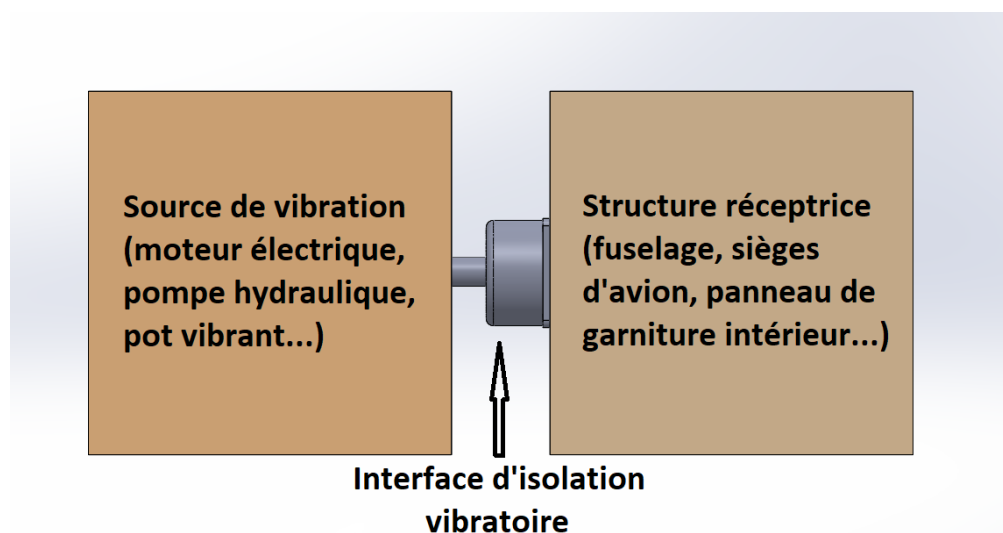 Source de vibration
(moteur électrique,
pompe hydraulique,
pot vibrant...)
Structure réceptrice
(fuselage, sièges
d'avion, panneau de
garniture intérieur...)
Interface d'isolation
vibratoire